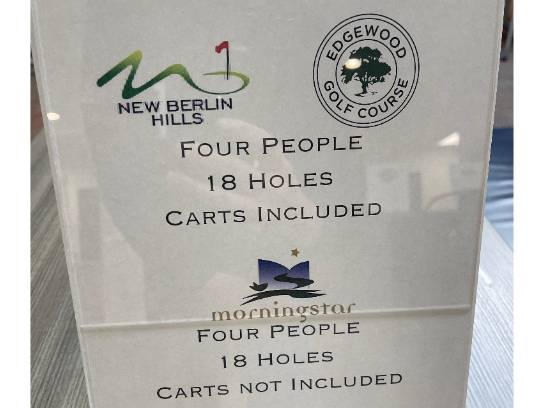 NEW BERLIN
HILLS
EDGEWOOD
GOLF COURSE
FOUR PEOPLE
18 HOLES
CARTS INCLUDED
morningstar
FOUR PEOPLE
18 HOLES
CARTS NOT INCLUDED